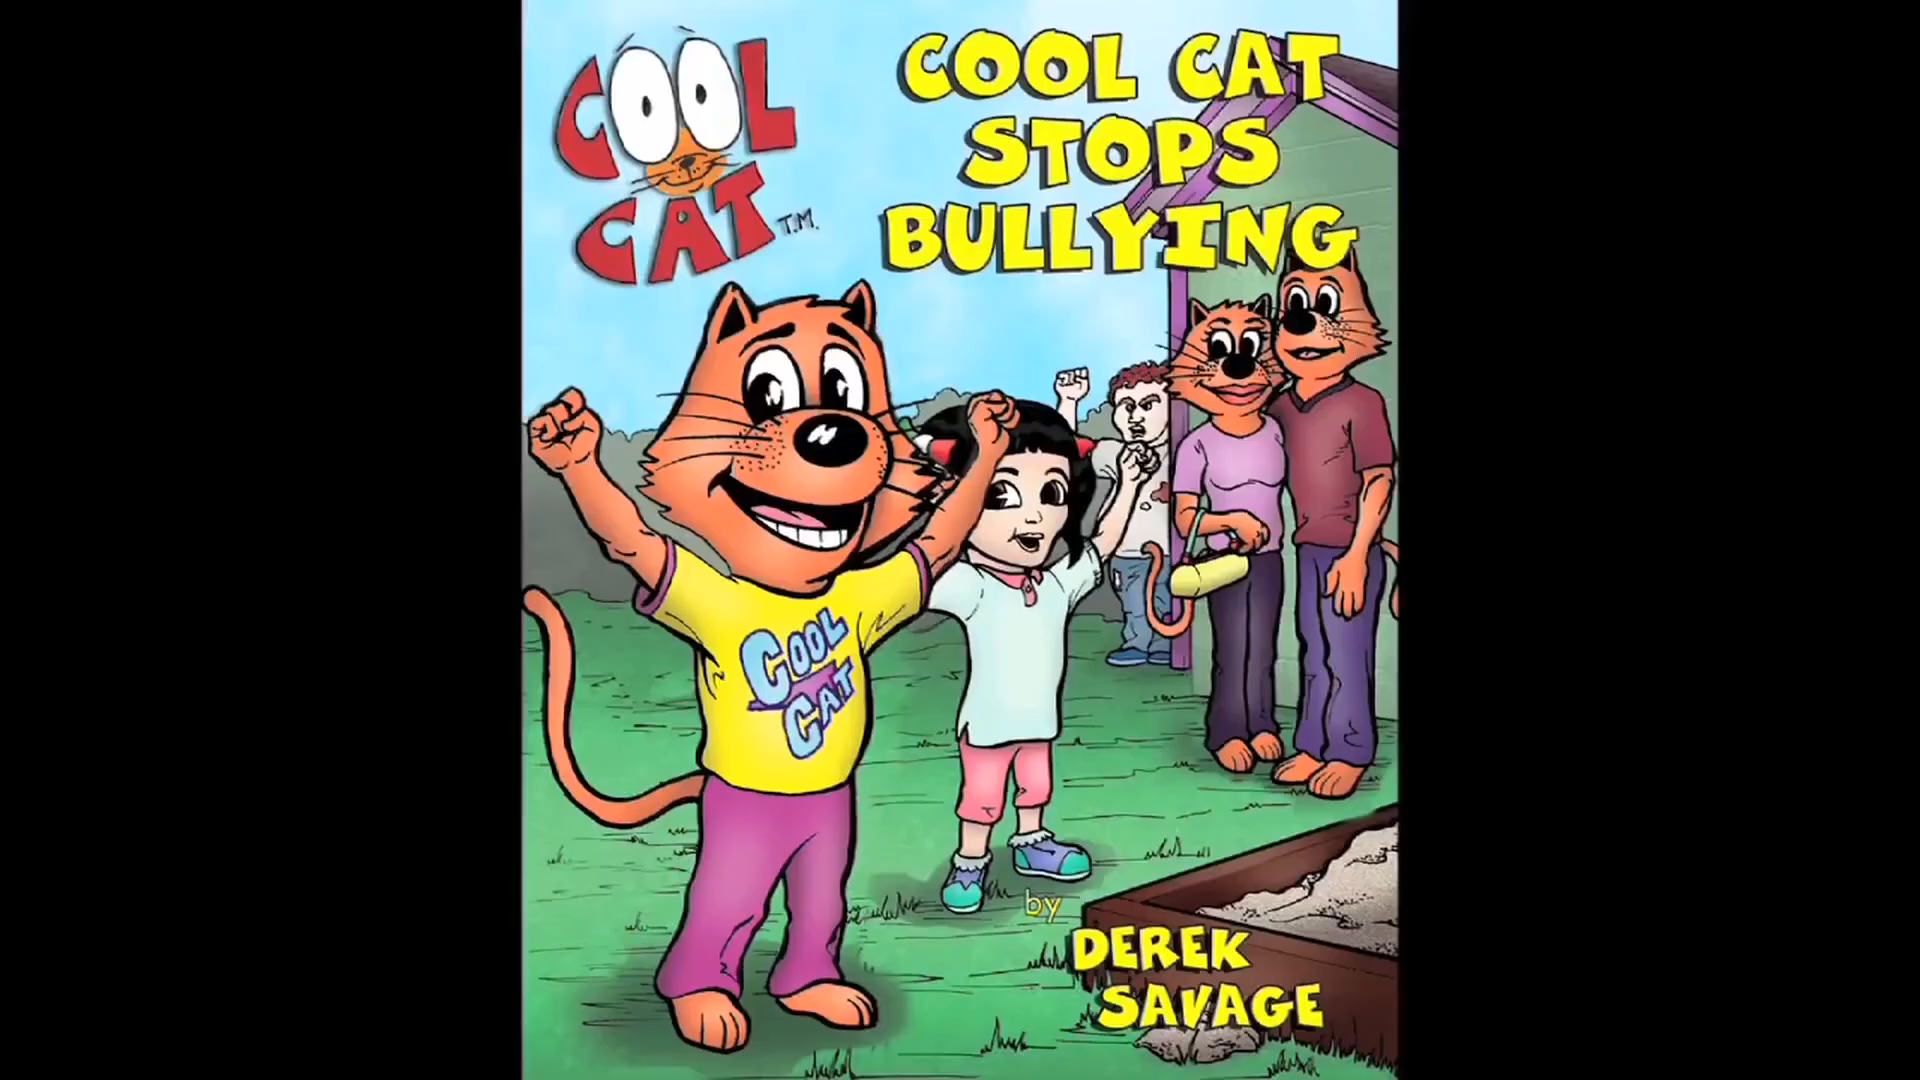 COOL
CAT T.M.
COOL CAT
STOPS
BULLYING
COOL
CAT
by
DEREK
SAVAGE